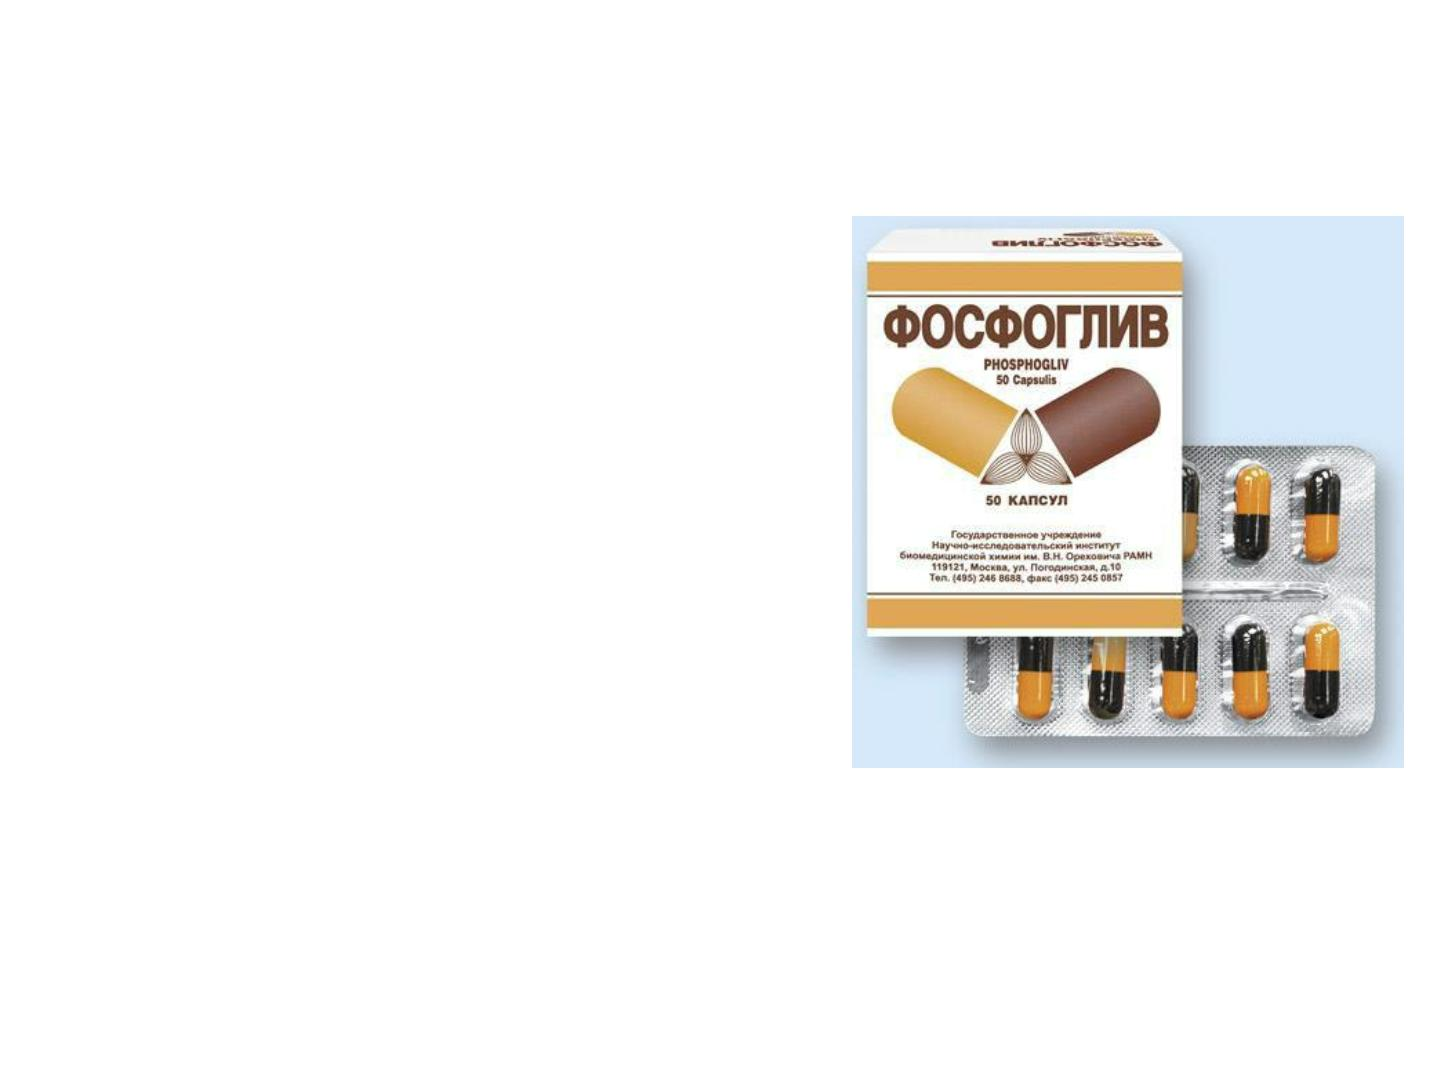 ФОСФОГЛИВ
ФОСФОГЛИВ
PHOSPHOGLIV
50 Capsulis
50 КАПСУЛ
Государственное учреждение
Научно-исследовательский институт
биомедицинской химии им. В.Н. Ореховича РАМН
119121, Москва, ул. Погодинская, д.10
Тел. (495) 246 8688, факс (495) 245 0857